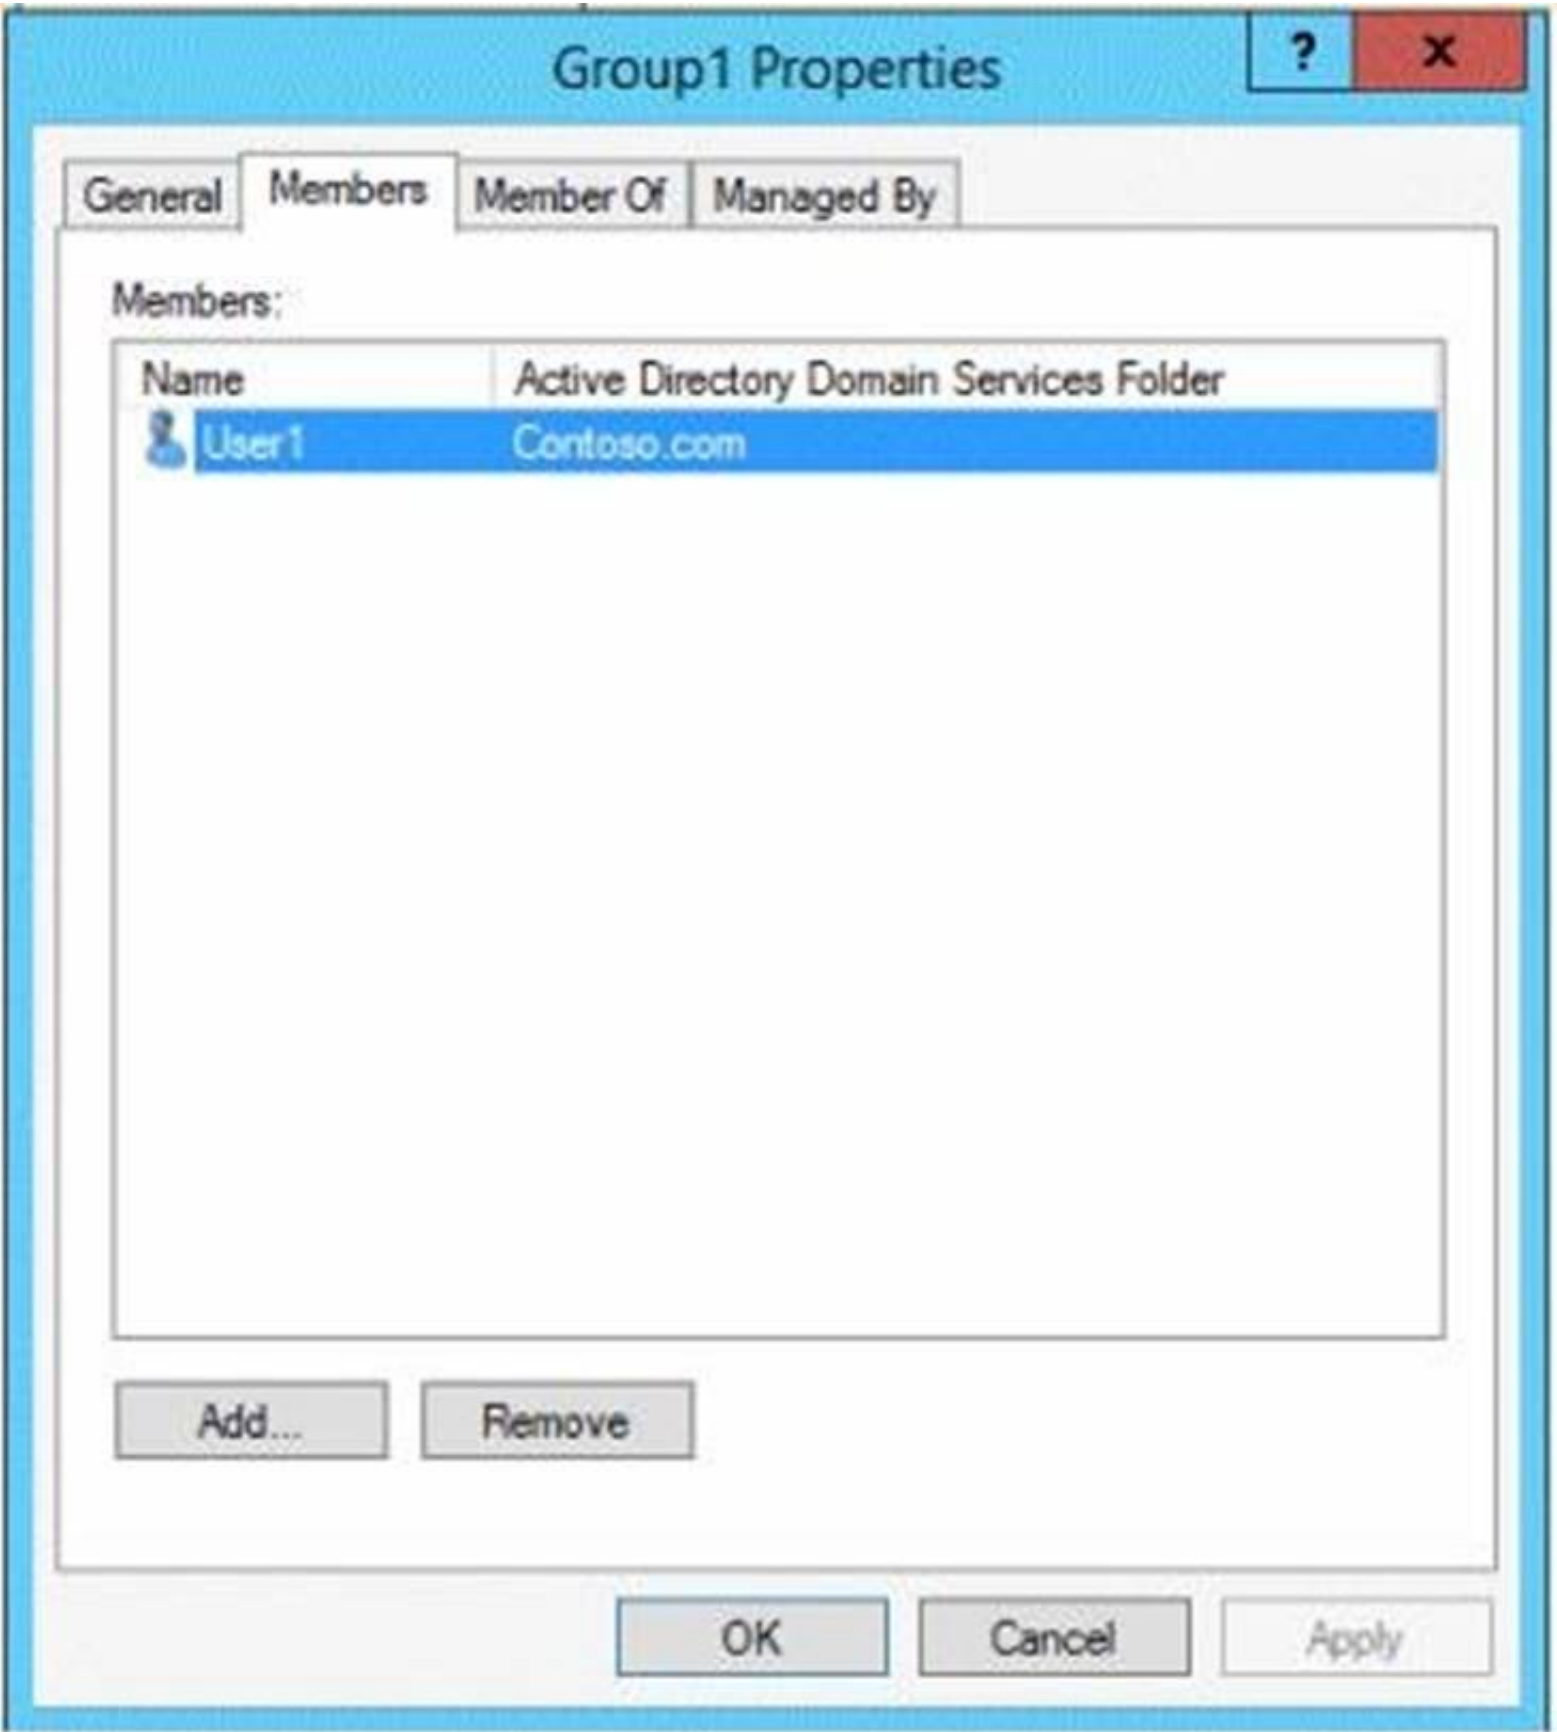 Group1 Properties ? x
General Members Member Of Managed By
Members:
Name Active Directory Domain Services Folder
User1 Contoso.com
Add... Remove
OK Cancel Apply